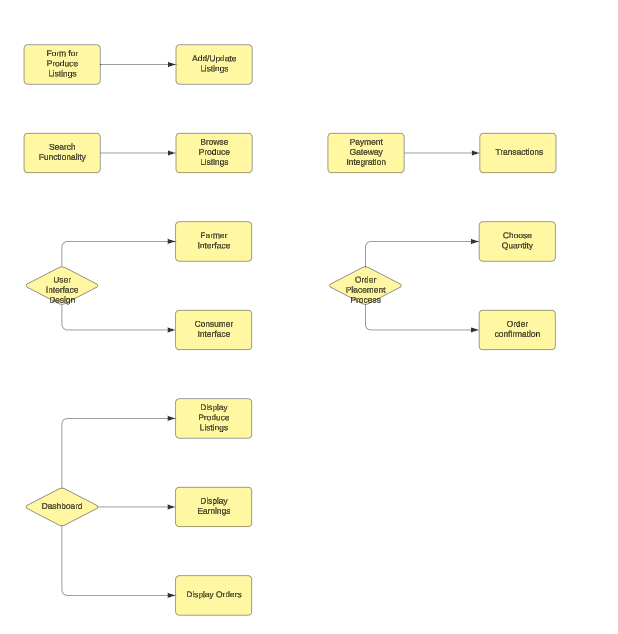 Form for
Produce
Listings
Add/Update
Listings
Search
Functionality
Browse
Produce
Listings
Payment
Gateway
Integration
Transactions
User
Interface
Design
Farmer
Interface
Consumer
Interface
Order
Placement
Process
Choose
Quantity
Order
confirmation
Dashboard
Display
Produce
Listings
Display
Earnings
Display Orders